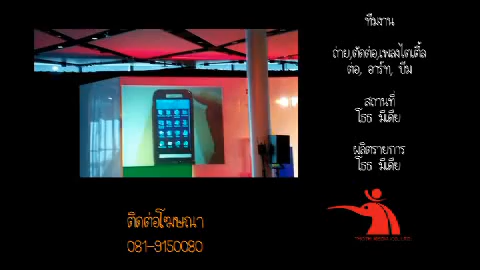 ทีมงาน
ถ่าย,ตัดต่อ,เพลงไตเติ้ล
ต่อ, อาร์ท, บีม
สถานที่
โรธ มีเดีย
ผลิตรายการ
โรธ มีเดีย
ติดต่อโฆษณา
081-9150080